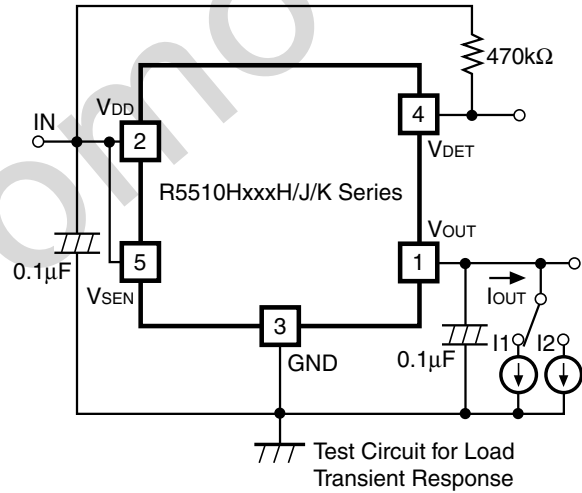 470kΩ
VDD
IN
2
4
VDET
R5510HxxxH/J/K Series
VOUT
5
1
0.1µF
VSEN
IOUT
3
GND
0.1µF
I1
I2
Test Circuit for Load
Transient Response